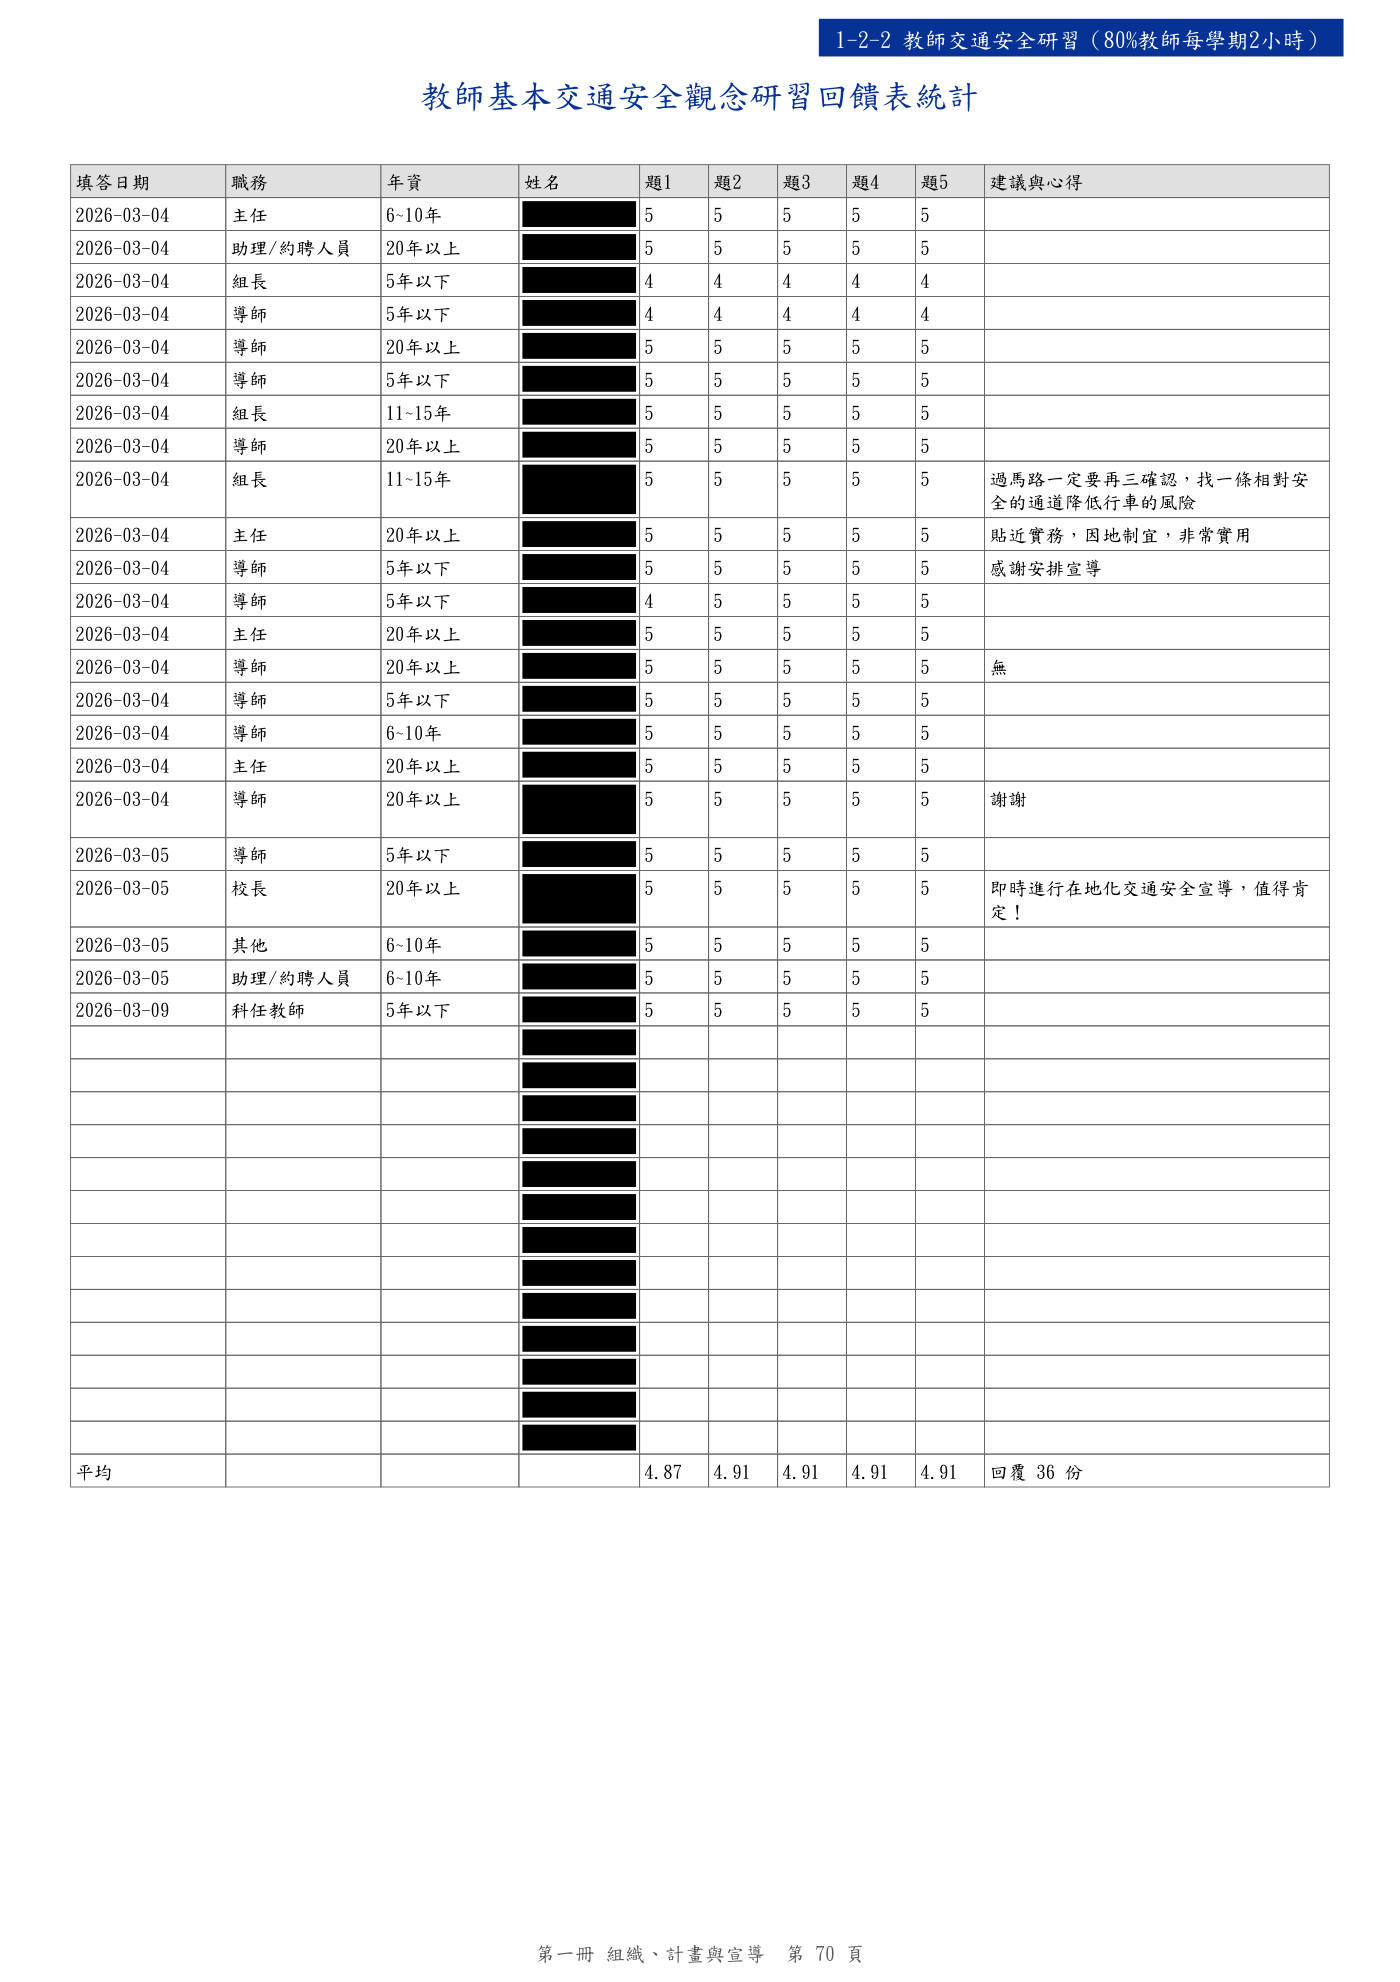 1-2-2 教師交通安全研習（80%教師每學期2小時）
教師基本交通安全觀念研習回饋表統計
填答日期 職務 年資 姓名 題1 題2 題3 題4 題5 建議與心得
2026-03-04 主任 6~10年 5 5 5 5 5
2026-03-04 助理/約聘人員 20年以上 5 5 5 5 5
2026-03-04 組長 5年以下 4 4 4 4 4
2026-03-04 導師 5年以下 4 4 4 4 4
2026-03-04 導師 20年以上 5 5 5 5 5
2026-03-04 導師 5年以下 5 5 5 5 5
2026-03-04 組長 11~15年 5 5 5 5 5
2026-03-04 導師 20年以上 5 5 5 5 5
2026-03-04 組長 11~15年 5 5 5 5 5 過馬路一定要再三確認，找一條相對安
全的通道降低行車的風險
2026-03-04 主任 20年以上 5 5 5 5 5 貼近實務，因地制宜，非常實用
2026-03-04 導師 5年以下 5 5 5 5 5 感謝安排宣導
2026-03-04 導師 5年以下 4 5 5 5 5
2026-03-04 主任 20年以上 5 5 5 5 5
2026-03-04 導師 20年以上 5 5 5 5 5 無
2026-03-04 導師 5年以下 5 5 5 5 5
2026-03-04 導師 6~10年 5 5 5 5 5
2026-03-04 主任 20年以上 5 5 5 5 5
2026-03-04 導師 20年以上 5 5 5 5 5 謝謝
2026-03-05 導師 5年以下 5 5 5 5 5
2026-03-05 校長 20年以上 5 5 5 5 5 即時進行在地化交通安全宣導，值得肯
定！
2026-03-05 其他 6~10年 5 5 5 5 5
2026-03-05 助理/約聘人員 6~10年 5 5 5 5 5
2026-03-09 科任教師 5年以下 5 5 5 5 5
平均 4.87 4.91 4.91 4.91 4.91 回覆 36 份
第一冊 組織、計畫與宣導 第 70 頁